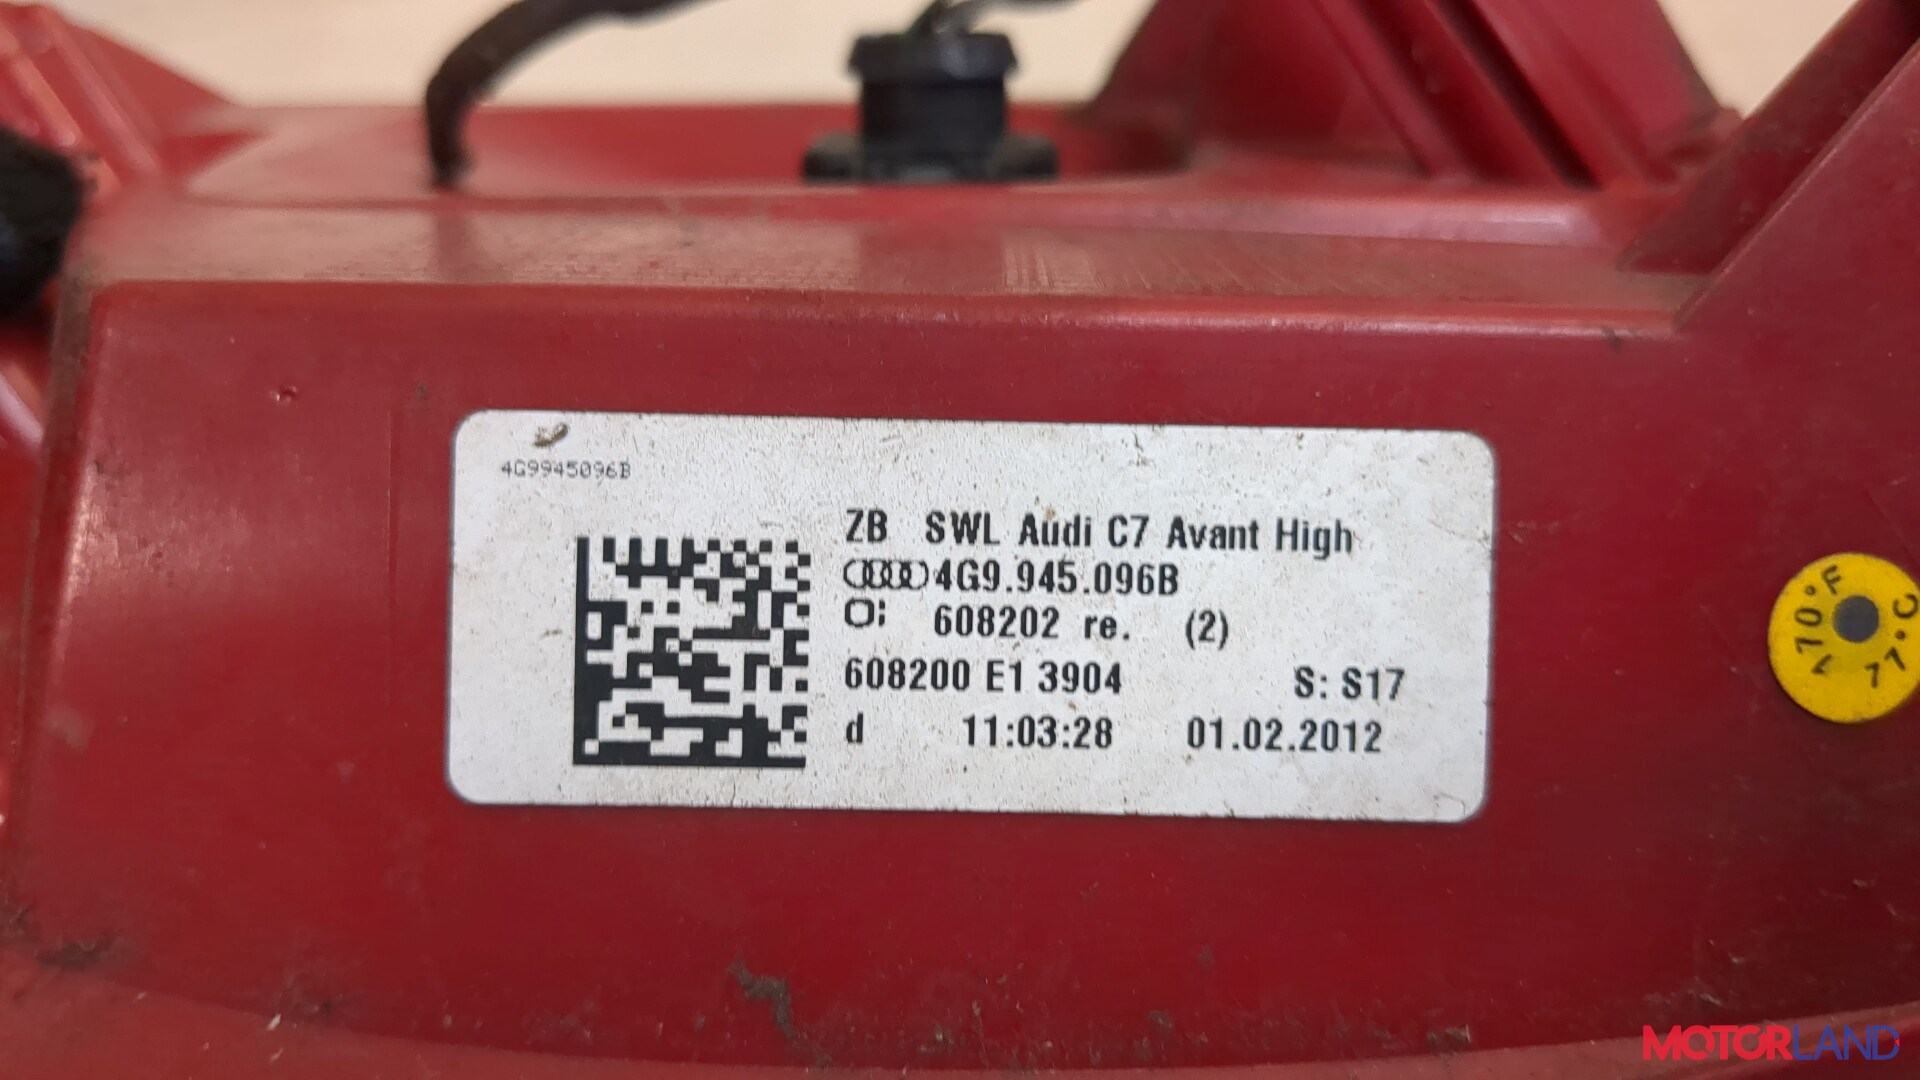 4G9945096B
ZB SWL Audi C7 Avant High
4G9.945.096B
O: 608202 re. (2)
608200 E1 3904 S: S17
d 11:03:28 01.02.2012
170°F
77°C
MOTORLAND